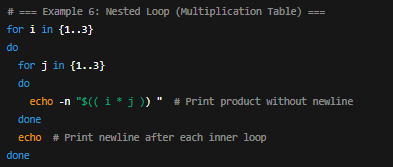 # === Example 6: Nested Loop (Multiplication Table) ===
for i in {1..3}
do
  for j in {1..3}
  do
    echo -n "$(( i * j )) "  # Print product without newline
  done
  echo  # Print newline after each inner loop
done